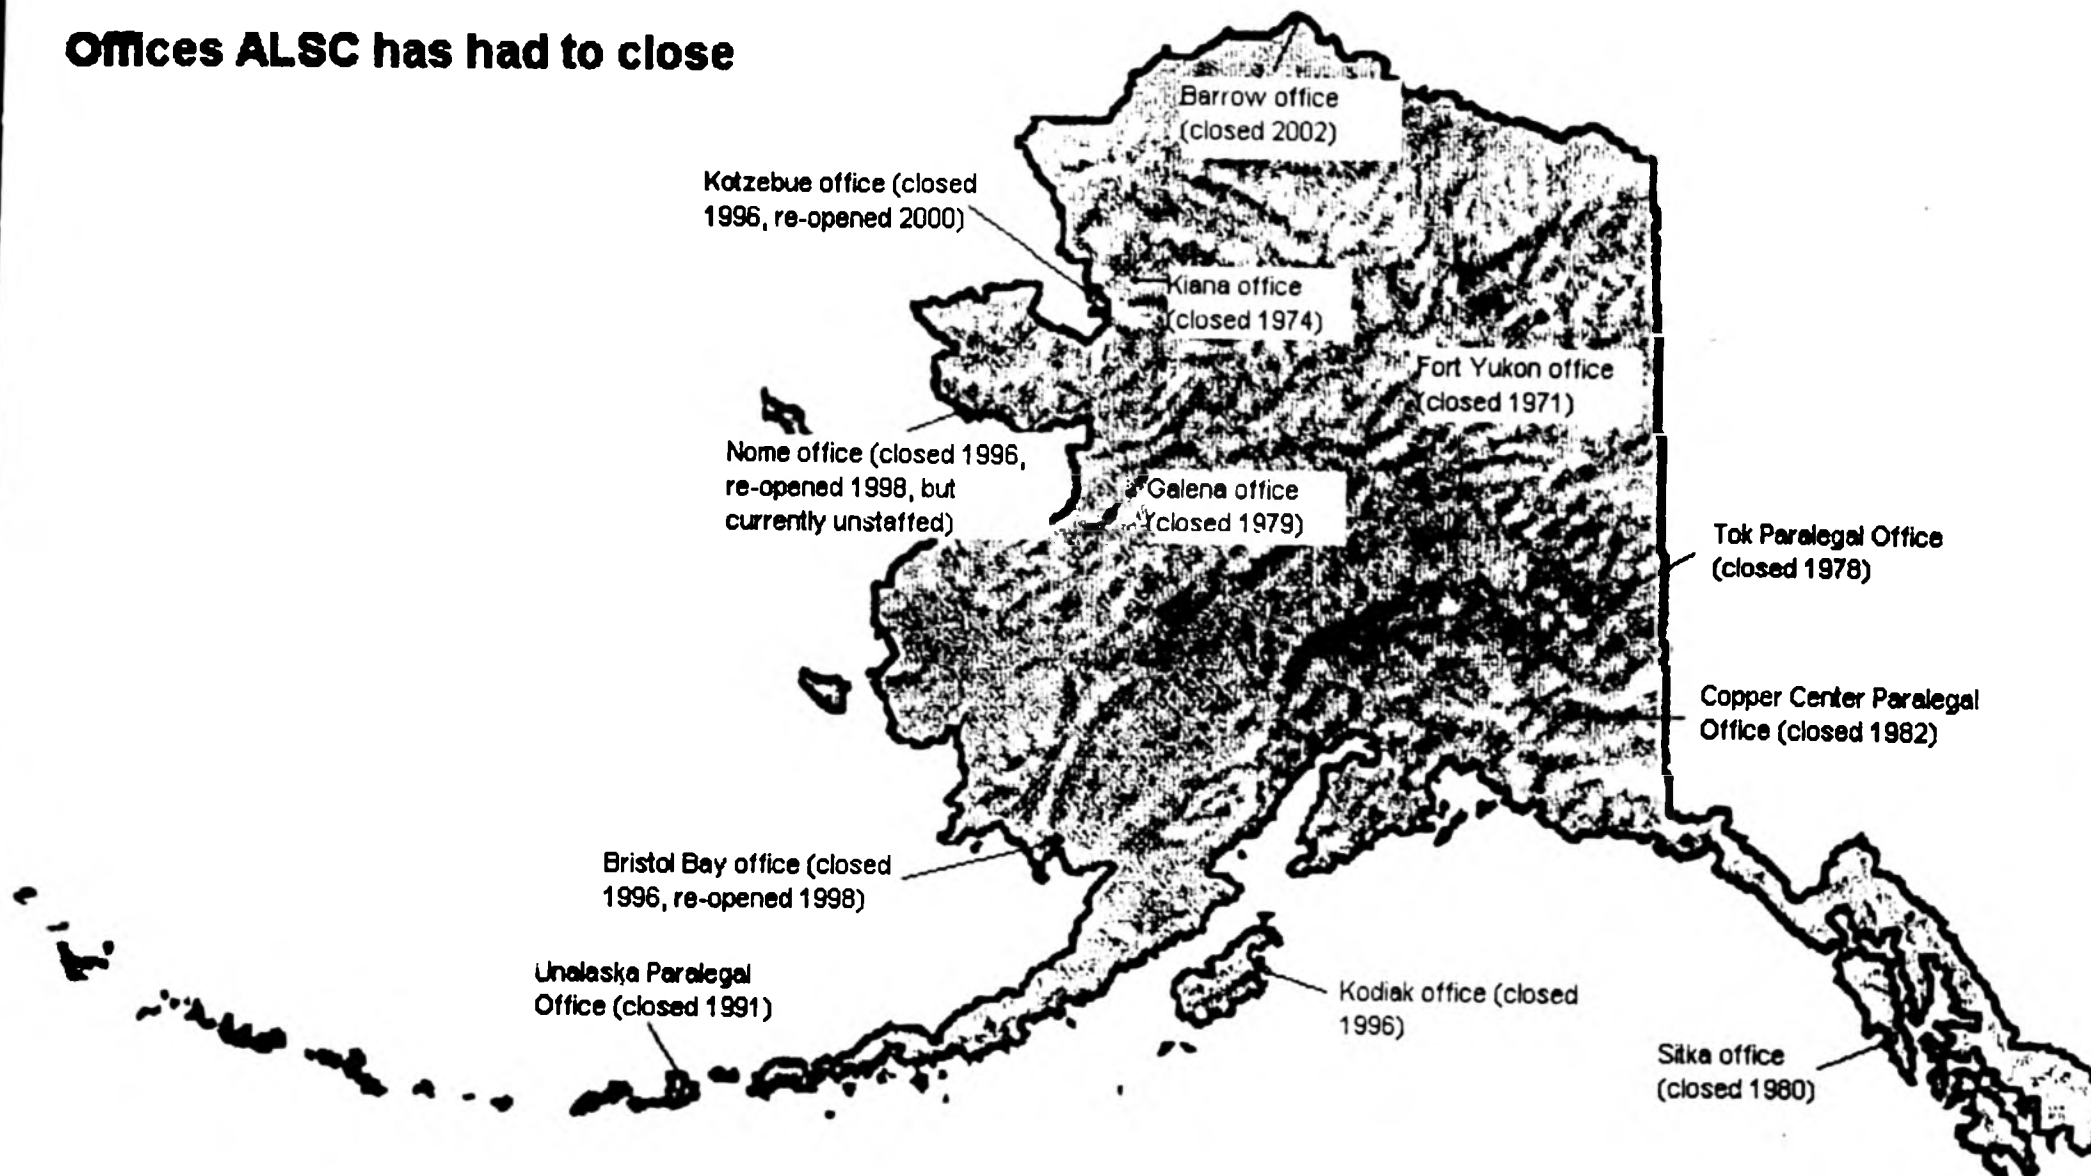 Offices ALSC has had to close
Barrow office
(closed 2002)
Kotzebue office (closed
1996, re-opened 2000)
Kiana office
(closed 1974)
Fort Yukon office
(closed 1971)
Nome office (closed 1996,
re-opened 1998, but
currently unstaffed)
Galena office
(closed 1979)
Tok Paralegal Office
(closed 1978)
Copper Center Paralegal
Office (closed 1982)
Bristol Bay office (closed
1996, re-opened 1998)
Unalaska Paralegal
Office (closed 1991)
Kodiak office (closed
1996)
Sitka office
(closed 1980)